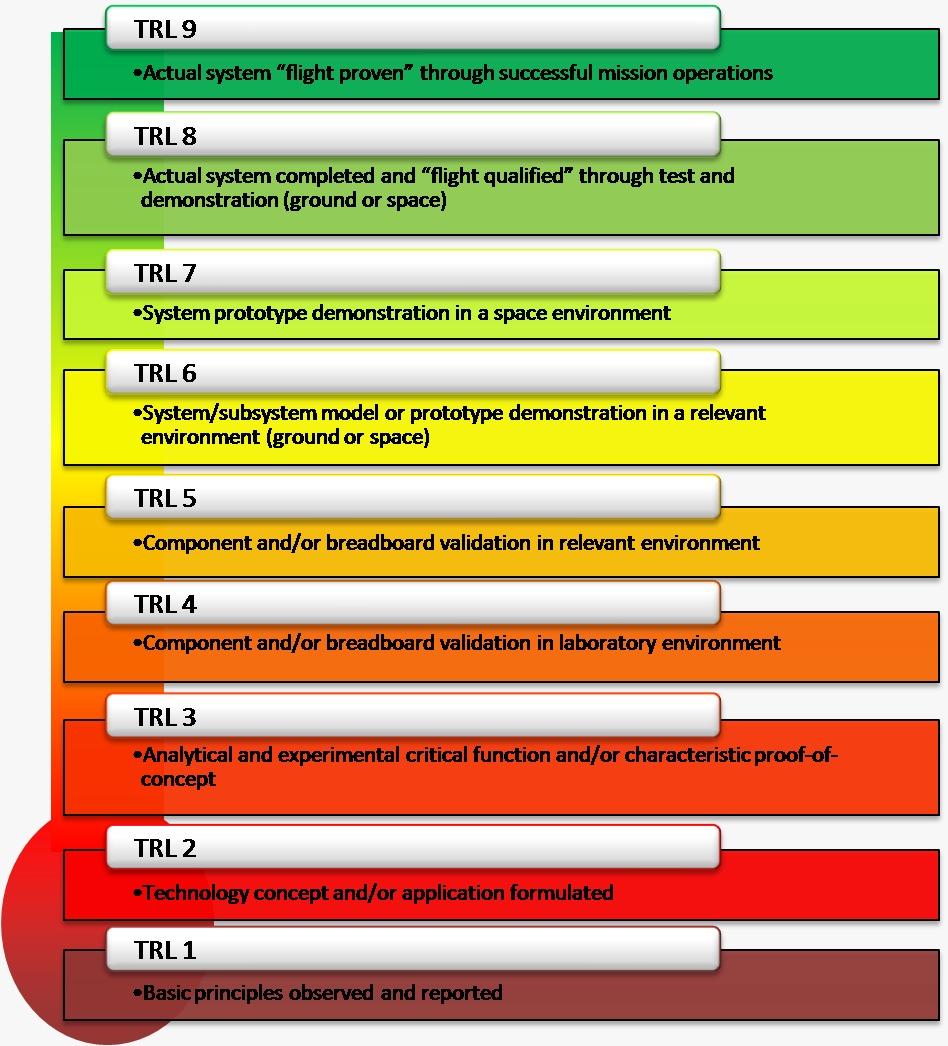 TRL 9
•Actual system “flight proven” through successful mission operations
TRL 8
•Actual system completed and “flight qualified” through test and
demonstration (ground or space)
TRL 7
•System prototype demonstration in a space environment
TRL 6
•System/subsystem model or prototype demonstration in a relevant
environment (ground or space)
TRL 5
•Component and/or breadboard validation in relevant environment
TRL 4
•Component and/or breadboard validation in laboratory environment
TRL 3
•Analytical and experimental critical function and/or characteristic proof-of-
concept
TRL 2
•Technology concept and/or application formulated
TRL 1
•Basic principles observed and reported